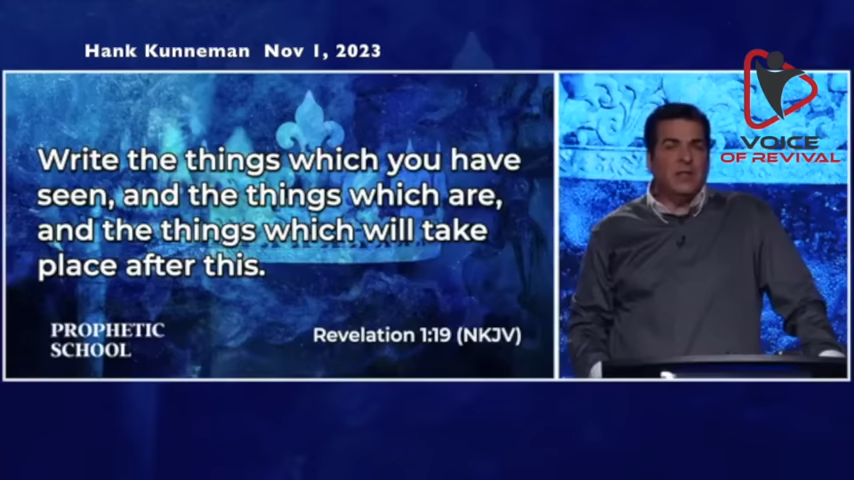 Hank Kunneman Nov 1, 2023
VOICE
OF REVIVAL
Write the things which you have
seen, and the things which are,
and the things which will take
place after this.
PROPHETIC
SCHOOL
Revelation 1:19 (NKJV)